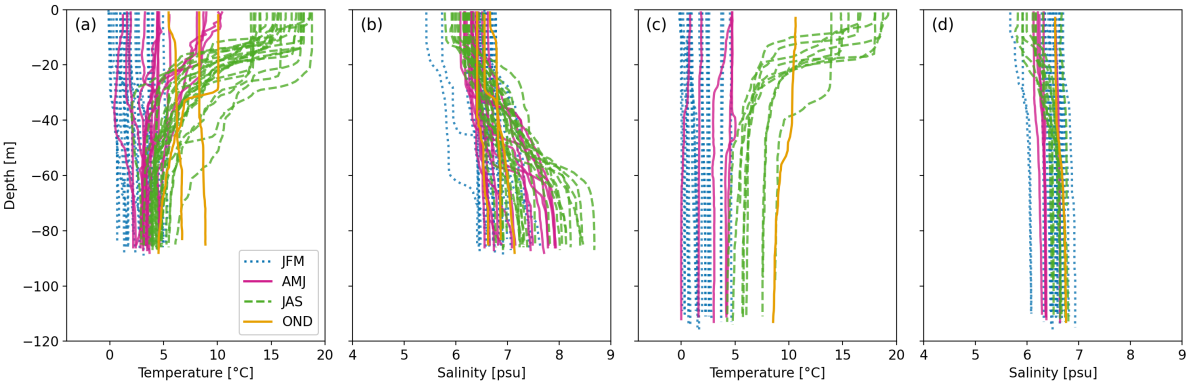 (a) (b) (c) (d)
0
−20
−40
−60
−80
−100
−120
Depth [m]
JFM
AMJ
JAS
OND
0 5 10 15 20 4 5 6 7 8 9 0 5 10 15 20 4 5 6 7 8 9
Temperature [°C] Salinity [psu] Temperature [°C] Salinity [psu]